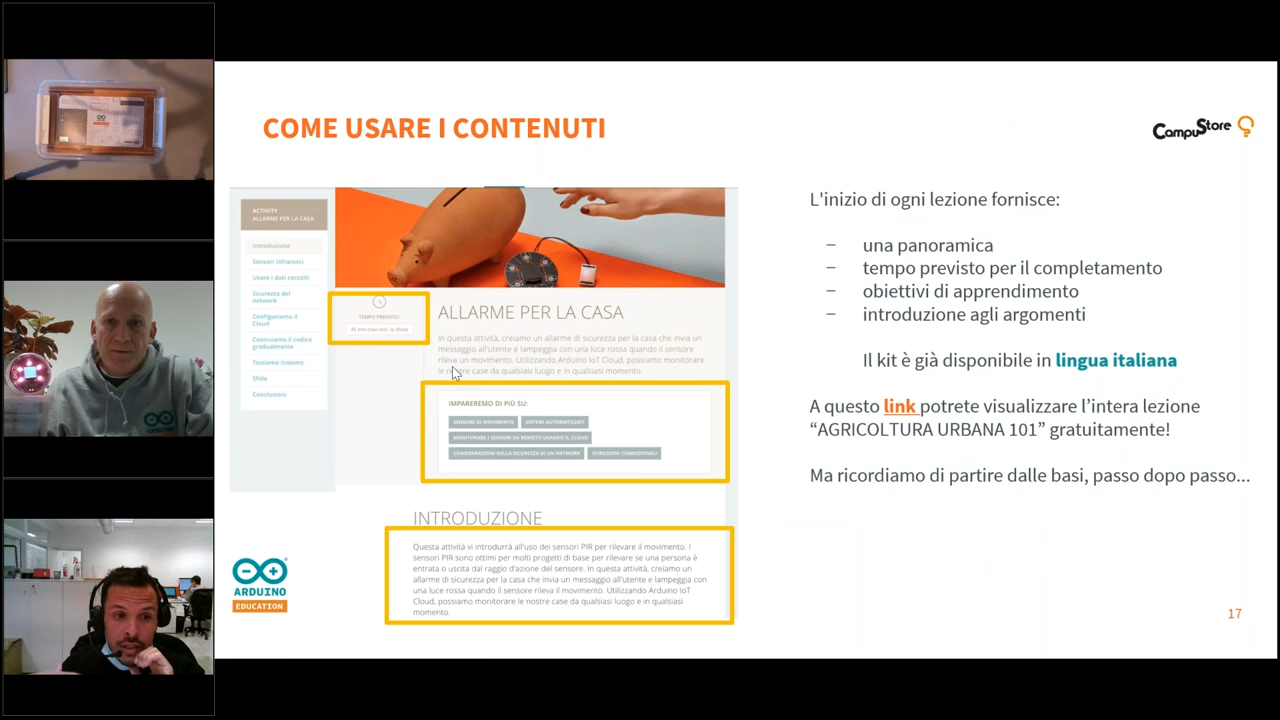 COME USARE I CONTENUTI
CampuStore
ACTIVITY
ALLARME PER LA CASA
Introduzione
Sensori infrarossi
Usare i dati raccolti
Sicurezza del
network
Configuriamo il
Cloud
Costruiamo il codice
gradualmente
Testiamo insieme
Sfida
Conclusioni
TEMPO PREVISTO:
ALLARME PER LA CASA
In questa attività, creiamo un allarme di sicurezza per la casa che invia un
messaggio all'utente e lampeggia con una luce rossa quando il sensore
rileva un movimento. Utilizzando Arduino IoT Cloud, possiamo monitorare
le nostre case da qualsiasi luogo e in qualsiasi momento.
IMPAREREMO DI PIÙ SU:
SENSORE DI MOVIMENTO SISTEMI AUTOMATIZZATI
MONITORARE I SENSORI DA REMOTO USANDO IL CLOUD
CONSIDERAZIONI SULLA SICUREZZA DI UN NETWORK ISTRUZIONI CONDIZIONALI
INTRODUZIONE
Questa attività vi introdurrà all'uso dei sensori PIR per rilevare il movimento. I
sensori PIR sono ottimi per molti progetti di base per rilevare se una persona è
entrata o uscita dal raggio d'azione del sensore. In questa attività, creiamo un
allarme di sicurezza per la casa che invia un messaggio all'utente e lampeggia con
una luce rossa quando il sensore rileva il movimento. Utilizzando Arduino IoT
Cloud, possiamo monitorare le nostre case da qualsiasi luogo e in qualsiasi
momento.
L'inizio di ogni lezione fornisce:
– una panoramica
– tempo previsto per il completamento
– obiettivi di apprendimento
– introduzione agli argomenti
Il kit è già disponibile in lingua italiana
A questo link potrete visualizzare l’intera lezione
“AGRICOLTURA URBANA 101” gratuitamente!
Ma ricordiamo di partire dalle basi, passo dopo passo...
ARDUINO
EDUCATION
17
ARDUINO